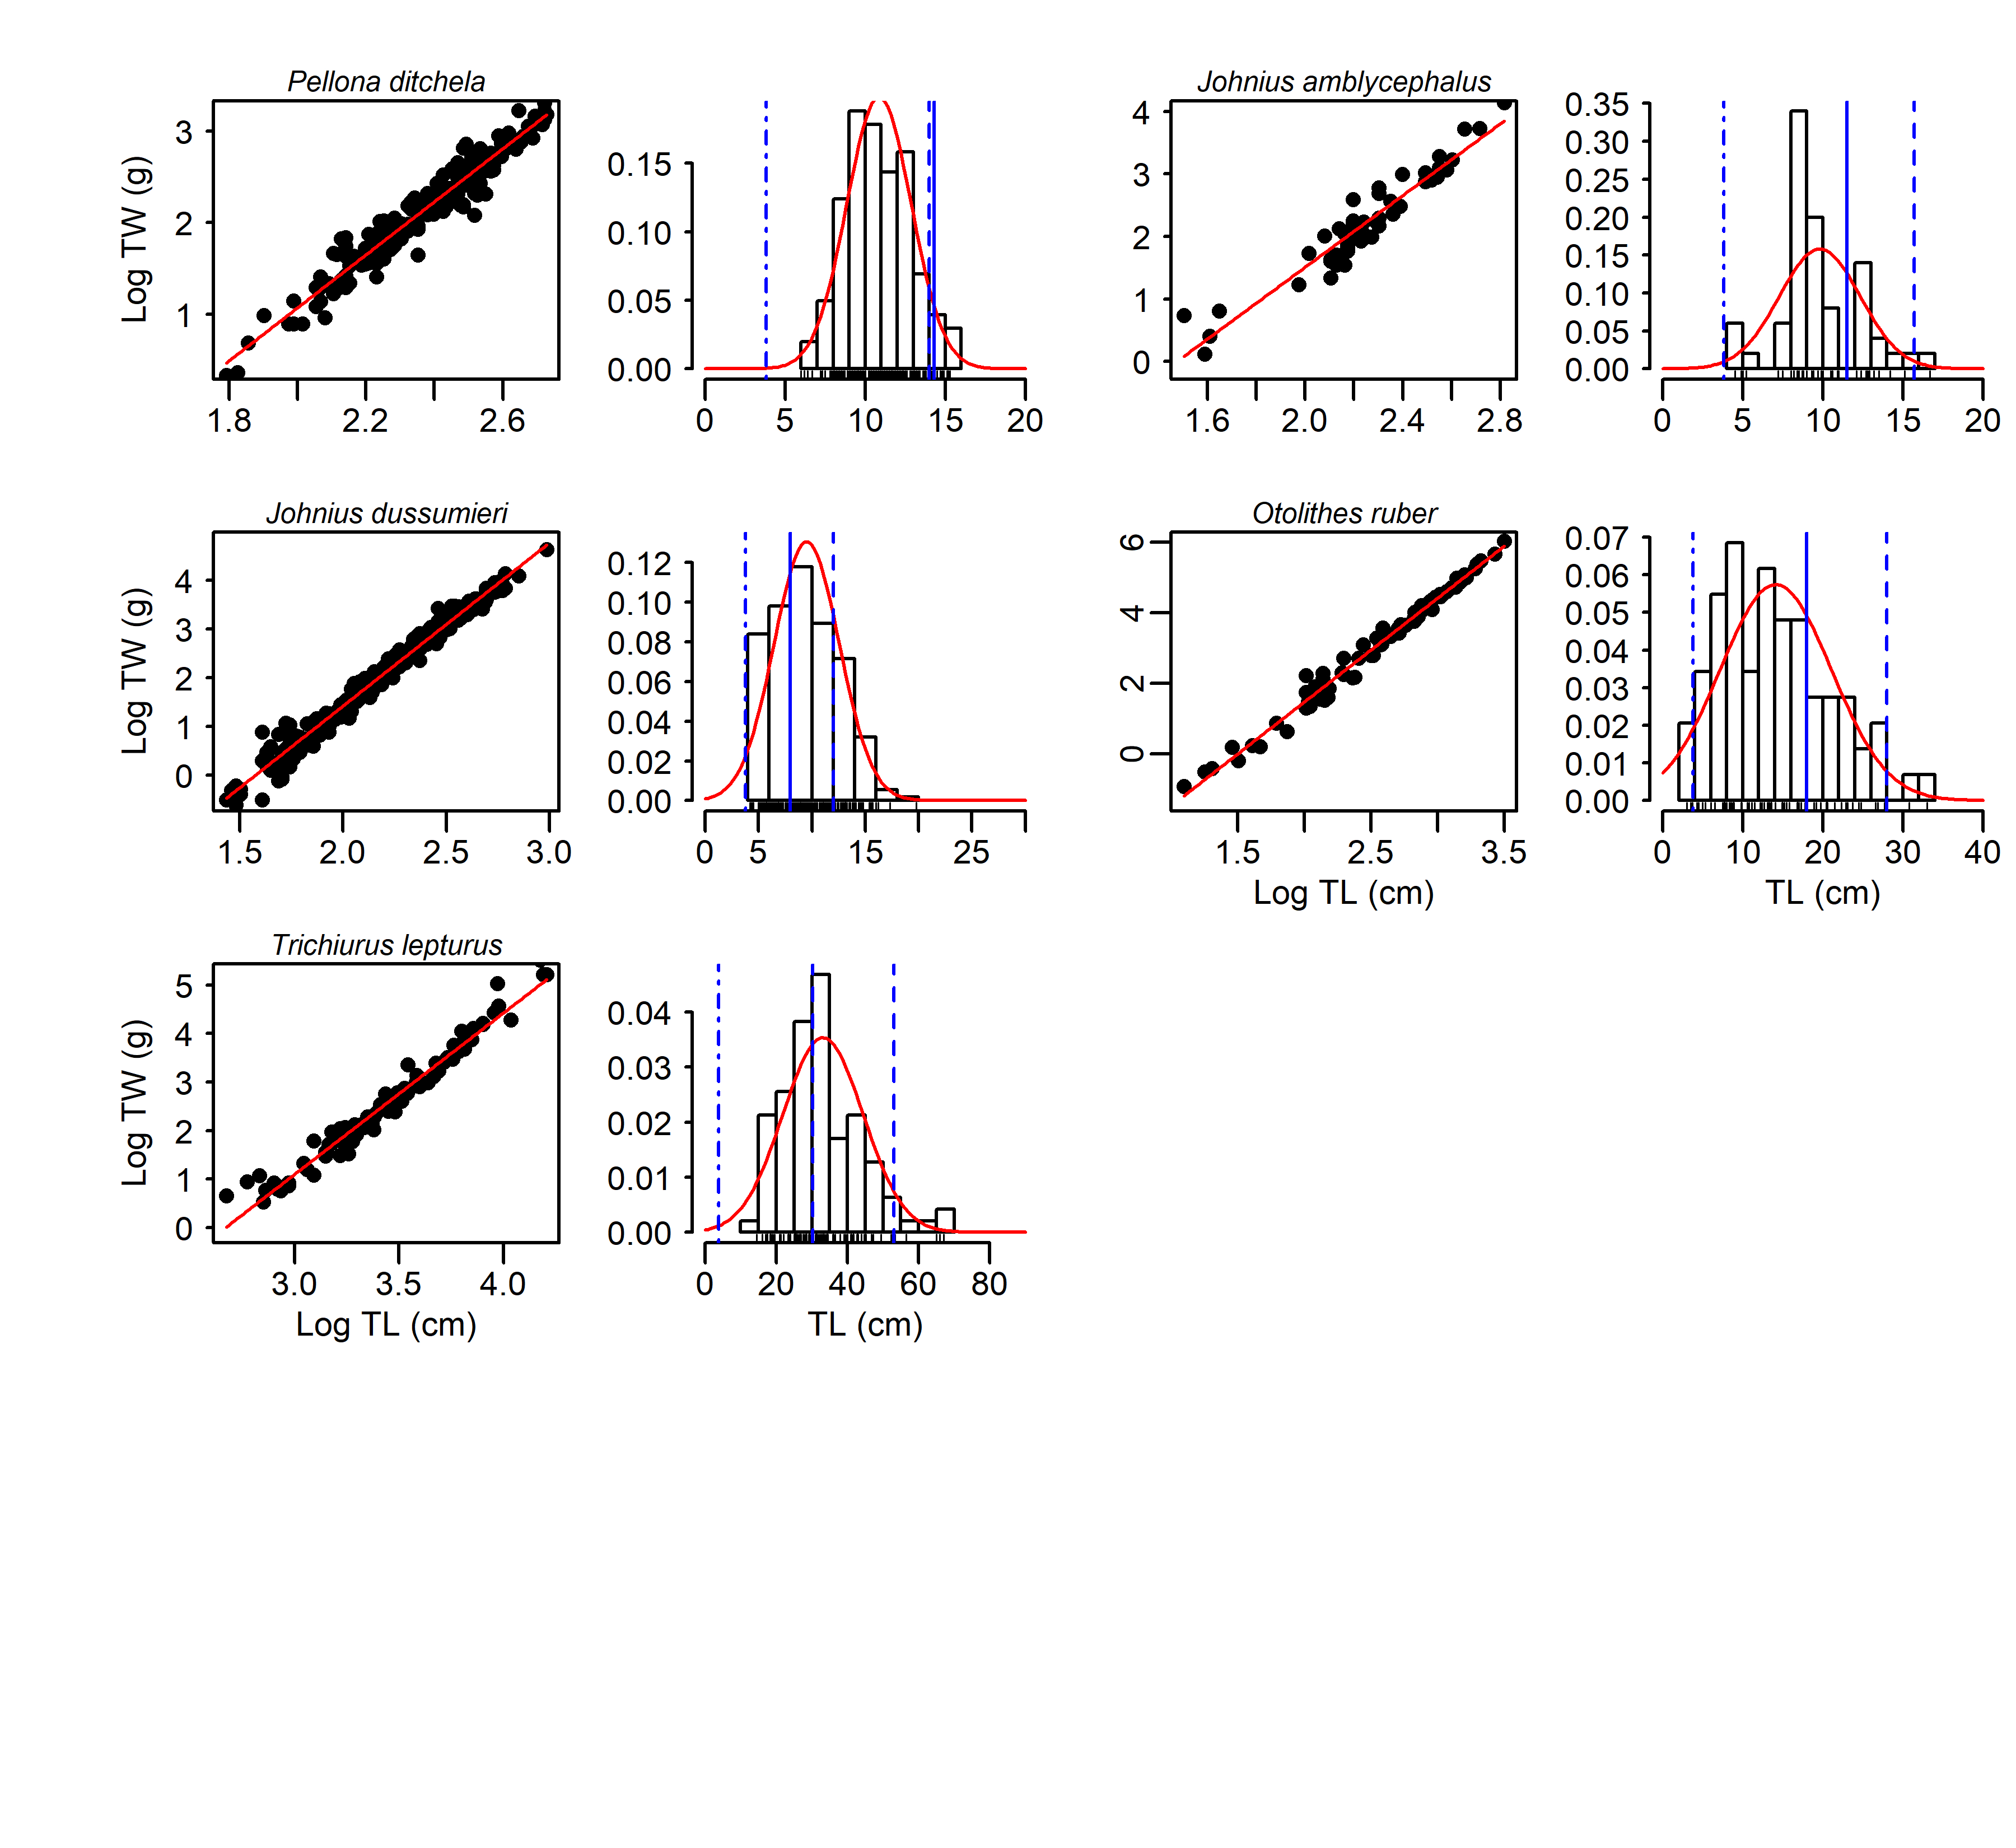 Pellona ditchela
Log TW (g)
3
2
1
1.8 2.2 2.6
0.15
0.10
0.05
0.00
0 5 10 15 20
Johnius amblycephalus
4
3
2
1
0
1.6 2.0 2.4 2.8
0.35
0.30
0.25
0.20
0.15
0.10
0.05
0.00
0 5 10 15 20
Johnius dussumieri
Log TW (g)
4
3
2
1
0
1.5 2.0 2.5 3.0
0.12
0.10
0.08
0.06
0.04
0.02
0.00
0 5 15 25
Otolithes ruber
6
4
2
0
1.5 2.5 3.5
Log TL (cm)
0.07
0.06
0.05
0.04
0.03
0.02
0.01
0.00
0 10 20 30 40
TL (cm)
Trichiurus lepturus
Log TW (g)
5
4
3
2
1
0
3.0 3.5 4.0
Log TL (cm)
0.04
0.03
0.02
0.01
0.00
0 20 40 60 80
TL (cm)